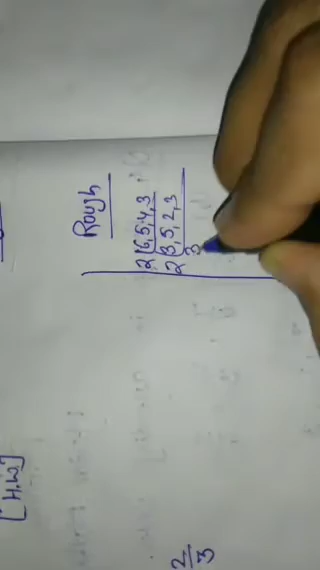 Rough
2 | 6, 5, 4, 3
2 | 3, 5, 2, 3
3
[H.W]
2/3